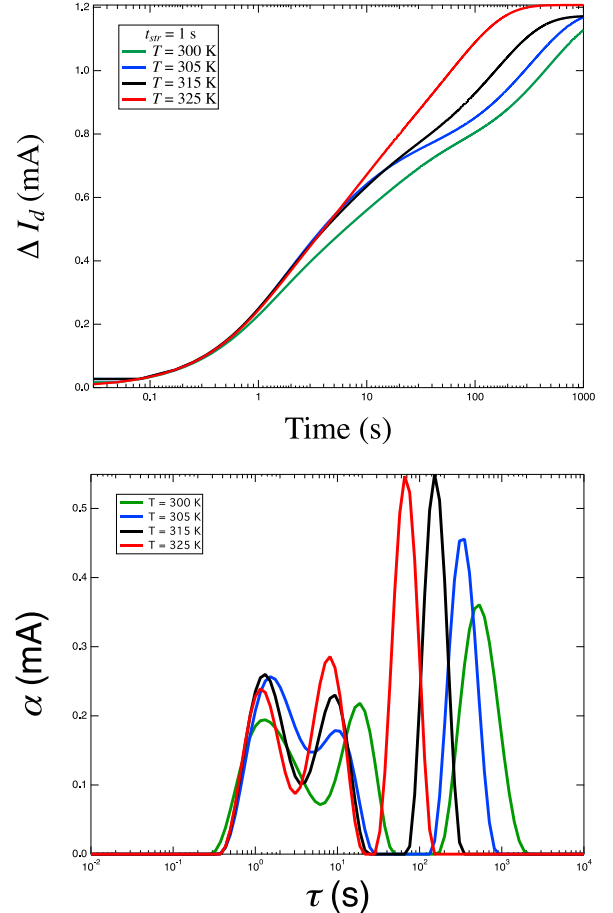 1.2
1.0
0.8
0.6
0.4
0.2
0.0
t_str = 1 s
T = 300 K
T = 305 K
T = 315 K
T = 325 K
Δ I_d (mA)
0.1 1 10 100 1000
Time (s)
0.5
0.4
0.3
0.2
0.1
0.0
T = 300 K
T = 305 K
T = 315 K
T = 325 K
α (mA)
10^-2 10^-1 10^0 10^1 10^2 10^3 10^4
τ (s)